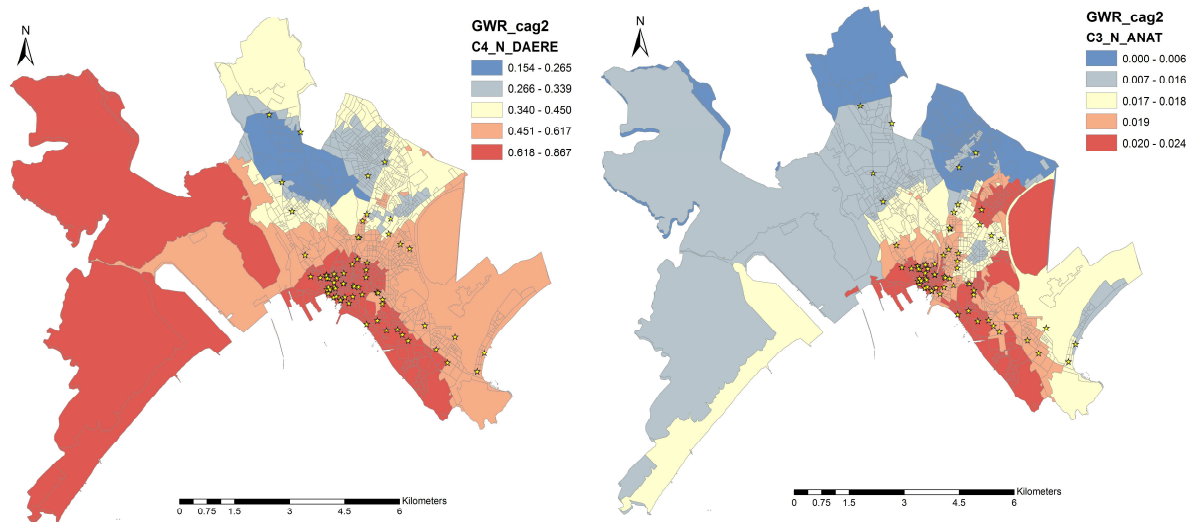 N
GWR_cag2
C4_N_DAERE
0.154 - 0.265
0.266 - 0.339
0.340 - 0.450
0.451 - 0.617
0.618 - 0.867
Kilometers
0 0.75 1.5 3 4.5 6
N
GWR_cag2
C3_N_ANAT
0.000 - 0.006
0.007 - 0.016
0.017 - 0.018
0.019
0.020 - 0.024
Kilometers
0 0.75 1.5 3 4.5 6